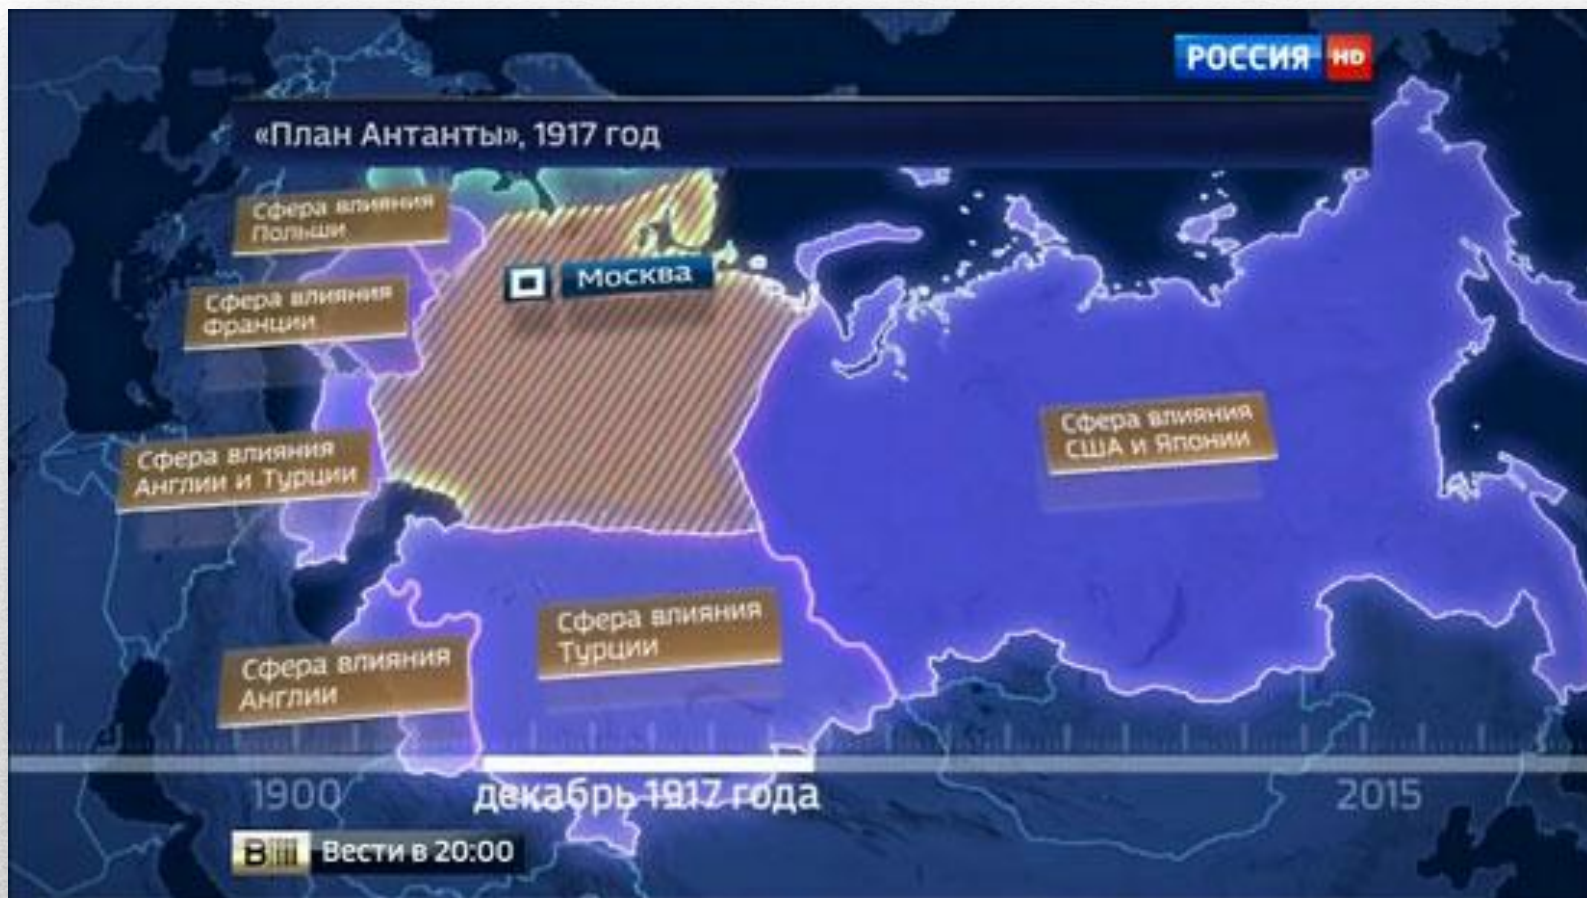 РОССИЯ HD
«План Антанты», 1917 год
Сфера влияния
Польши
Москва
Сфера влияния
Франции
Сфера влияния
США и Японии
Сфера влияния
Англии и Турции
Сфера влияния
Турции
Сфера влияния
Англии
1900
декабрь 1917 года
2015
В
Вести в 20:00